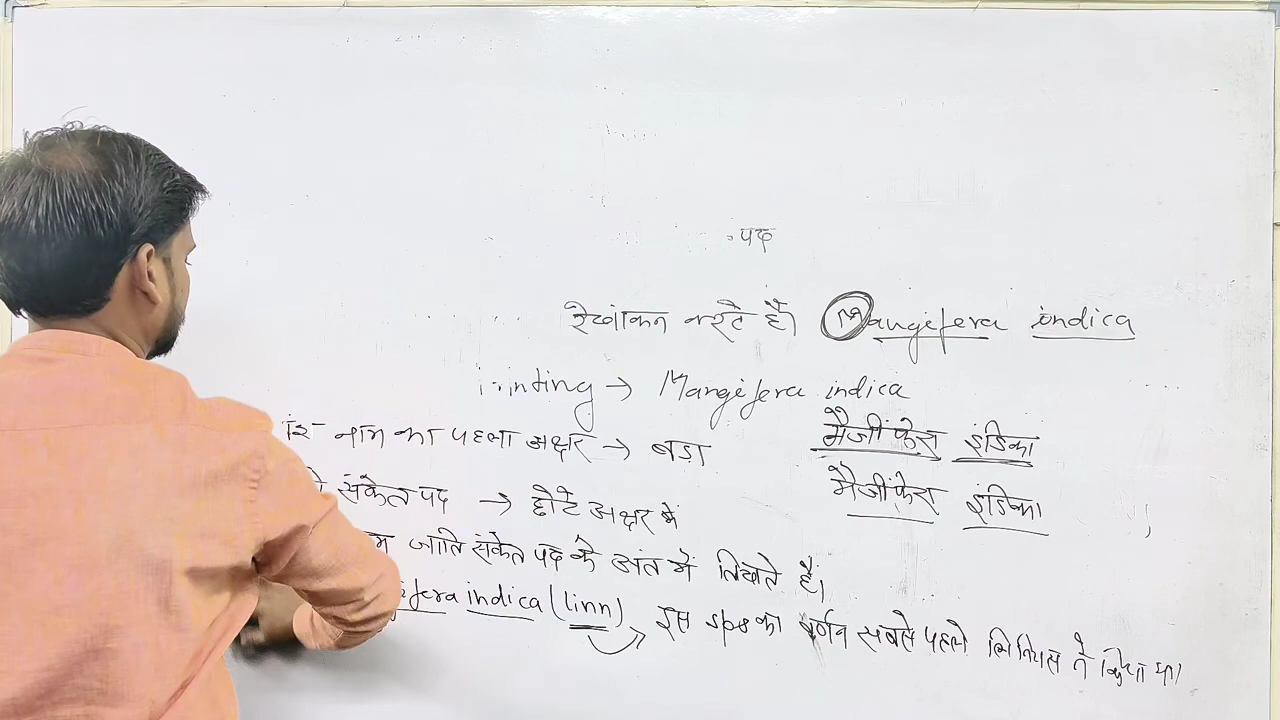 पद
रेखांकन करते हैं। Mangifera indica
Printing → Mangifera indica
वंश नाम का पहला अक्षर → बड़ा
मैजीफेरा इंडिका
संकेत पद → छोटे अक्षर में
मैजीफेरा इंडिका
जाति संकेत पद के अंत में लिखते है।
fera indica (linn) इस sps का वर्णन सबसे पहले लिनियस ने किया था